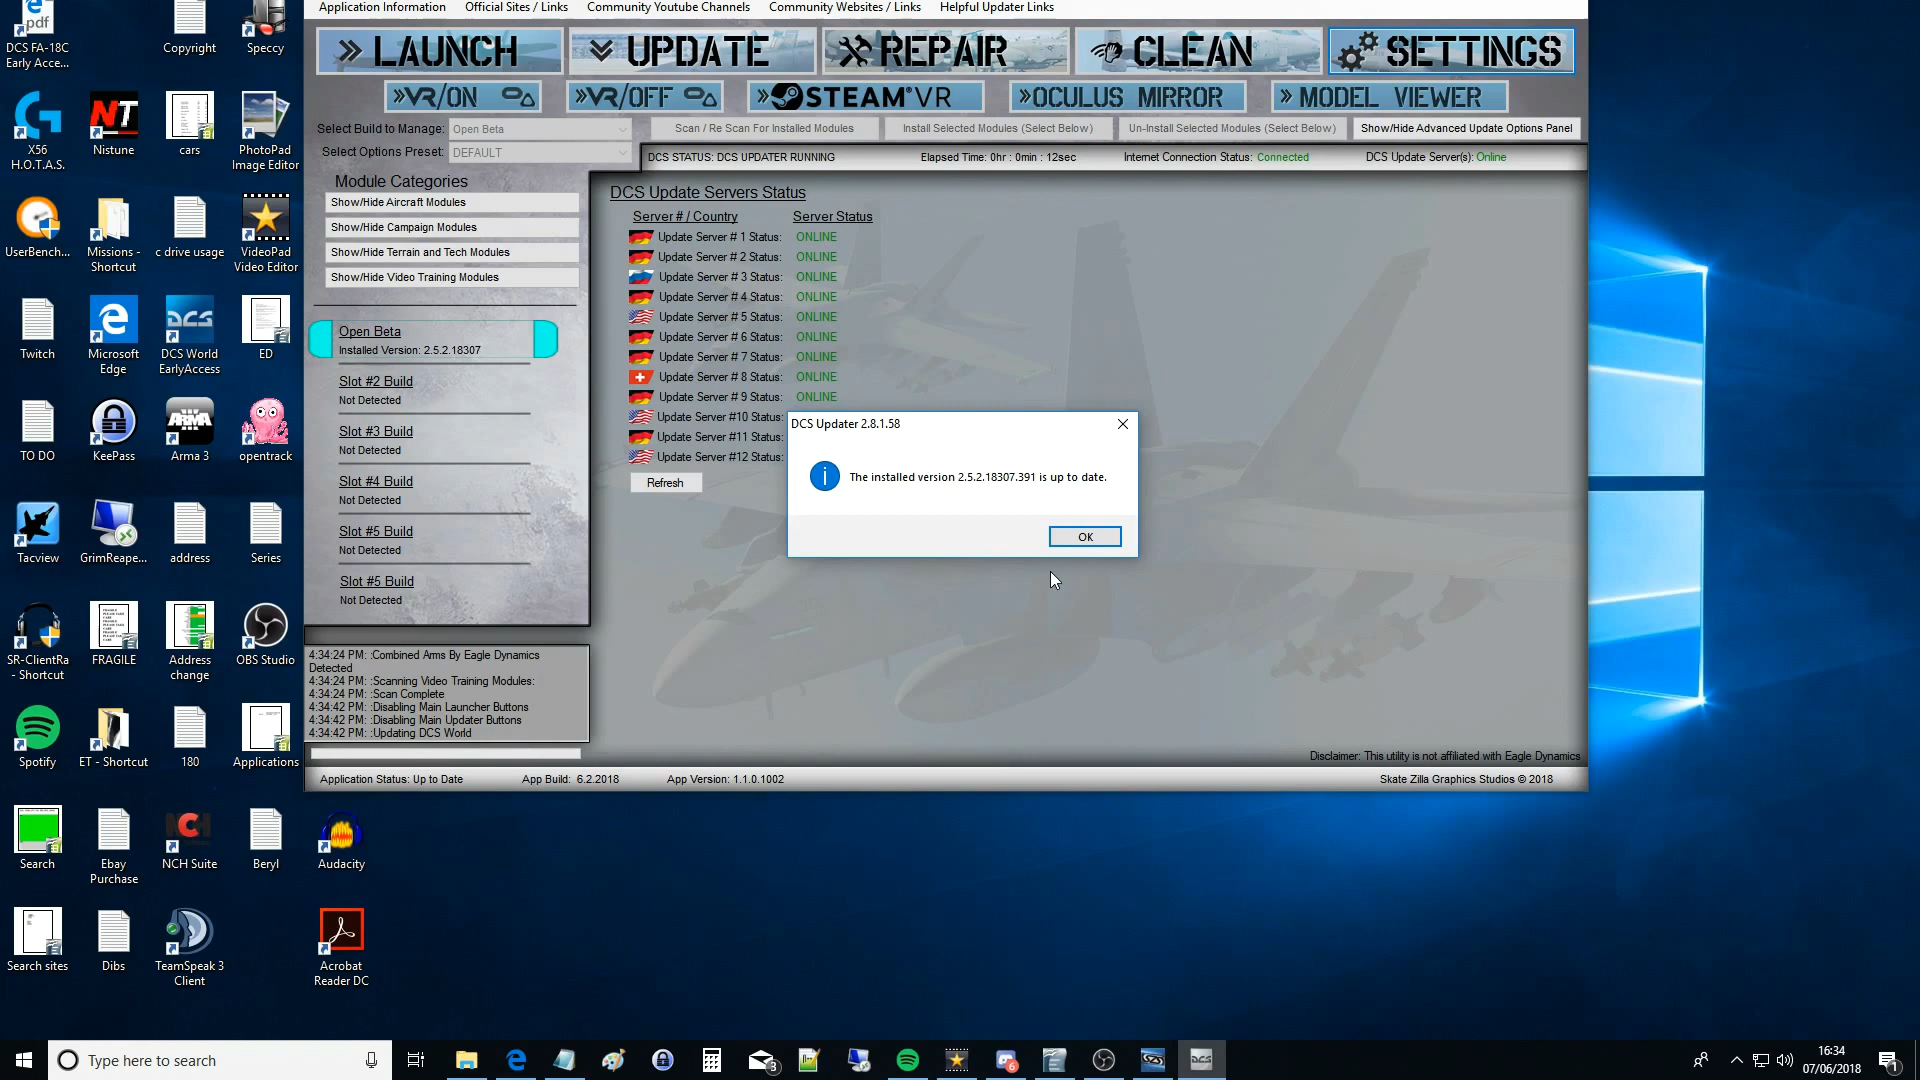 Application Information
Official Sites / Links
Community Youtube Channels
Community Websites / Links
Helpful Updater Links
LAUNCH
UPDATE
REPAIR
CLEAN
SETTINGS
VR/ON
VR/OFF
STEAM VR
OCULUS MIRROR
MODEL VIEWER
Select Build to Manage:
Open Beta
Scan / Re Scan For Installed Modules
Install Selected Modules (Select Below)
Un-Install Selected Modules (Select Below)
Show/Hide Advanced Update Options Panel
Select Options Preset:
DEFAULT
DCS STATUS: DCS UPDATER RUNNING
Elapsed Time: 0hr : 0min : 12sec
Internet Connection Status: Connected
DCS Update Server(s): Online
Module Categories
Show/Hide Aircraft Modules
Show/Hide Campaign Modules
Show/Hide Terrain and Tech Modules
Show/Hide Video Training Modules
Open Beta
Installed Version: 2.5.2.18307
Slot #2 Build
Not Detected
Slot #3 Build
Not Detected
Slot #4 Build
Not Detected
Slot #5 Build
Not Detected
Slot #5 Build
Not Detected
4:34:24 PM: :Combined Arms By Eagle Dynamics
Detected
4:34:24 PM: :Scanning Video Training Modules:
4:34:24 PM: :Scan Complete
4:34:42 PM: :Disabling Main Launcher Buttons
4:34:42 PM: :Disabling Main Updater Buttons
4:34:42 PM: :Updating DCS World
DCS Update Servers Status
Server # / Country
Server Status
Update Server # 1 Status: ONLINE
Update Server # 2 Status: ONLINE
Update Server # 3 Status: ONLINE
Update Server # 4 Status: ONLINE
Update Server # 5 Status: ONLINE
Update Server # 6 Status: ONLINE
Update Server # 7 Status: ONLINE
Update Server # 8 Status: ONLINE
Update Server # 9 Status: ONLINE
Update Server #10 Status:
Update Server #11 Status:
Update Server #12 Status:
Refresh
DCS Updater 2.8.1.58
The installed version 2.5.2.18307.391 is up to date.
OK
Disclaimer: This utility is not affiliated with Eagle Dynamics
Application Status: Up to Date
App Build: 6.2.2018
App Version: 1.1.0.1002
Skate Zilla Graphics Studios © 2018
pdf
DCS FA-18C
Early Acce...
Copyright
Speccy
X56
H.O.T.A.S.
NT
Nistune
cars
PhotoPad
Image Editor
UserBench...
Missions -
Shortcut
c drive usage
VideoPad
Video Editor
Twitch
Microsoft
Edge
DCS
DCS World
EarlyAccess
ED
TO DO
KeePass
ARMA
Arma 3
opentrack
Tacview
GrimReape...
address
Series
SR-ClientRa
- Shortcut
FRAGILE
Address
change
OBS Studio
Spotify
ET - Shortcut
180
Applications
Search
Ebay
Purchase
NCH
NCH Suite
Beryl
Audacity
Search sites
Dibs
TeamSpeak 3
Client
Acrobat
Reader DC
Type here to search
3
6
16:34
07/06/2018
1